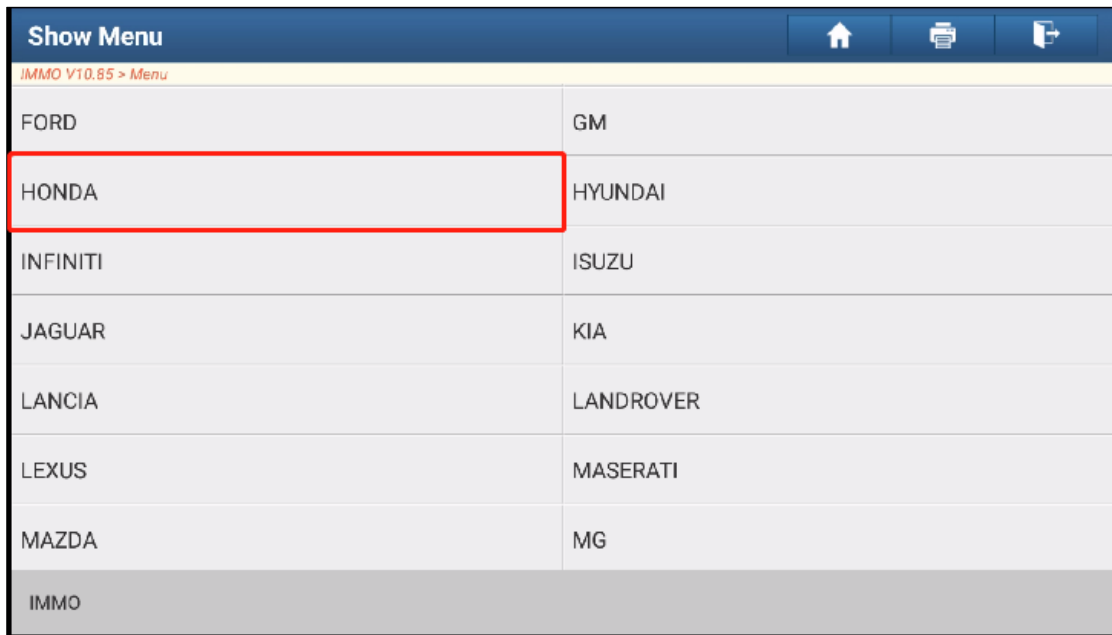 Show Menu
IMMO V10.85 > Menu
FORD GM
HONDA HYUNDAI
INFINITI ISUZU
JAGUAR KIA
LANCIA LANDROVER
LEXUS MASERATI
MAZDA MG
IMMO